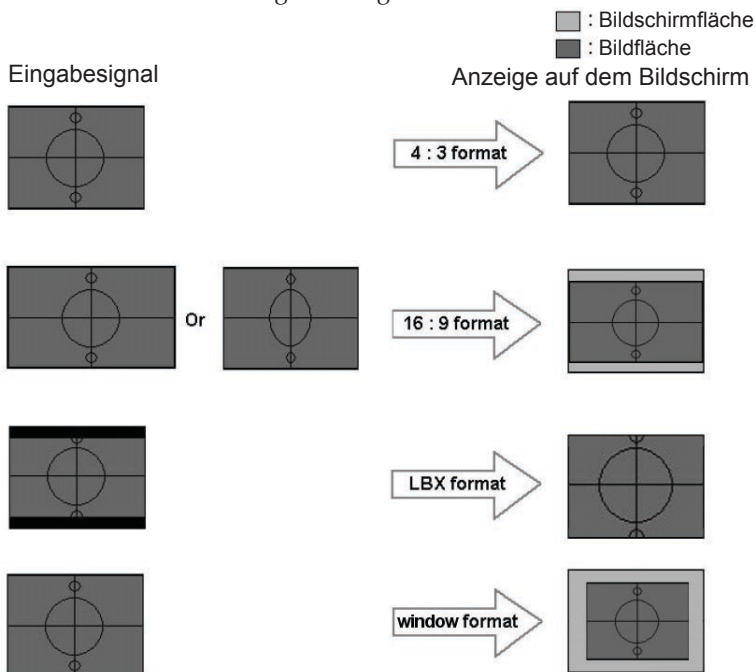 : Bildschirmfläche
: Bildfläche
Eingabesignal
Anzeige auf dem Bildschirm
4 : 3 format
Or
16 : 9 format
LBX format
window format